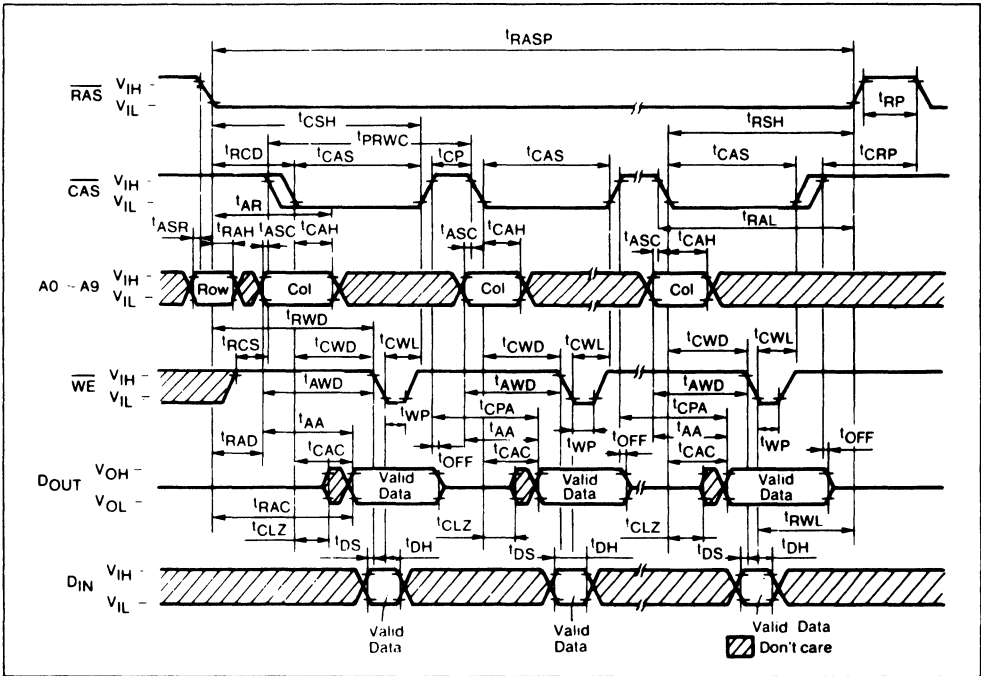 tRASP
RAS VIH
VIL
tRP
tCSH tRSH
tPRWC
tRCD tCAS tCP tCAS tCAS tCRP
CAS VIH
VIL
tAR tRAL
tASR tRAH tASC tCAH tASC tCAH tASC tCAH
A0 - A9 VIH
VIL
Row Col Col Col
tRWD
tRCS tCWD tCWL tCWD tCWL tCWD tCWL
WE VIH
VIL
tAWD tAWD tAWD
tWP tCPA tCPA
tAA tAA tWP tOFF tAA tWP tOFF
tRAD tCAC tOFF tCAC tCAC
DOUT VOH
VOL
Valid Data Valid Data Valid Data
tRAC tRWL
tCLZ tCLZ tCLZ
tDS tDH tDS tDH tDS tDH
DIN VIH
VIL
Valid Data Valid Data Valid Data
Don't care